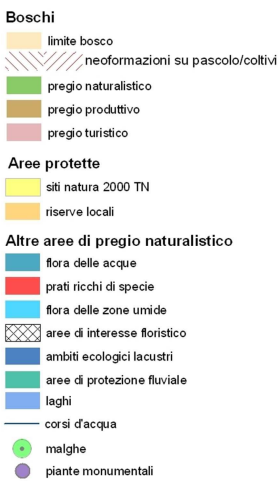 Boschi
limite bosco
neoformazioni su pascolo/coltivi
pregio naturalistico
pregio produttivo
pregio turistico
Aree protette
siti natura 2000 TN
riserve locali
Altre aree di pregio naturalistico
flora delle acque
prati ricchi di specie
flora delle zone umide
aree di interesse floristico
ambiti ecologici lacustri
aree di protezione fluviale
laghi
corsi d'acqua
malghe
piante monumentali